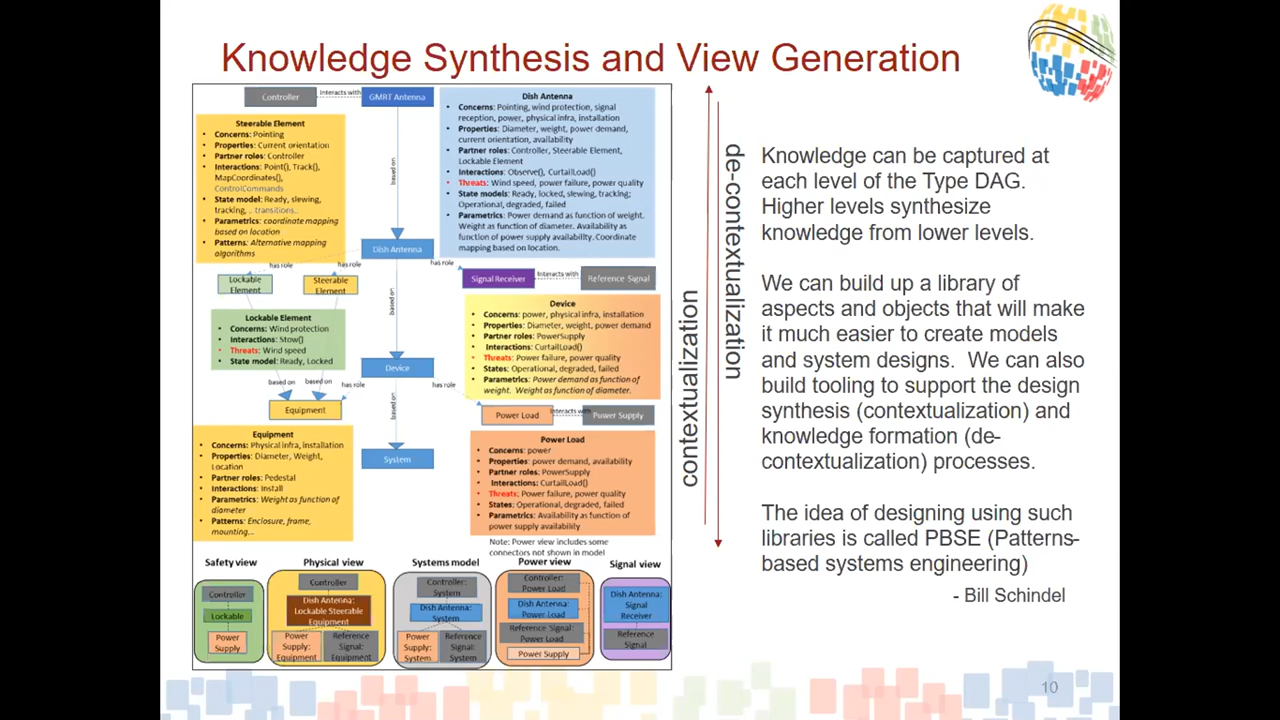 Knowledge Synthesis and View Generation
Controller
Interacts with
GMRT Antenna
Steerable Element
• Concerns: Pointing
• Properties: Current orientation
• Partner roles: Controller
• Interactions: Point(), Track(),
MapCoordinates(),
ControlCommands
• State model: Ready, slewing,
tracking, .. transitions..
• Parametrics: coordinate mapping
based on location
• Patterns: Alternative mapping
algorithms
based on
Dish Antenna
• Concerns: Pointing, wind protection, signal
reception, power, physical infra, installation
• Properties: Diameter, weight, power demand,
current orientation, availability
• Partner roles: Controller, Steerable Element,
Lockable Element
• Interactions: Observe(), CurtailLoad()
• Threats: Wind speed, power failure, power quality
• State models: Ready, locked, slewing, tracking;
Operational, degraded, failed
• Parametrics: Power demand as function of weight.
Weight as function of diameter. Availability as
function of power supply availability. Coordinate
mapping based on location.
Dish Antenna
has role
has role
has role
Lockable
Element
Steerable
Element
Signal Receiver
Interacts with
Reference Signal
based on
Lockable Element
• Concerns: Wind protection
• Interactions: Stow()
• Threats: Wind speed
• State model: Ready, Locked
Device
• Concerns: power, physical infra, installation
• Properties: Diameter, weight, power demand
• Partner roles: PowerSupply
• Interactions: CurtailLoad()
• Threats: Power failure, power quality
• States: Operational, degraded, failed
• Parametrics: Power demand as function of
weight. Weight as function of diameter.
Device
based on
based on
has role
has role
Equipment
based on
Power Load
Interacts with
Power Supply
Equipment
• Concerns: Physical infra, installation
• Properties: Diameter, Weight,
Location
• Partner roles: Pedestal
• Interactions: Install
• Parametrics: Weight as function of
diameter
• Patterns: Enclosure, frame,
mounting...
System
Power Load
• Concerns: power
• Properties: power demand, availability
• Partner roles: PowerSupply
• Interactions: CurtailLoad()
• Threats: Power failure, power quality
• States: Operational, degraded, failed
• Parametrics: Availability as function of
power supply availability
Note: Power view includes some
connectors not shown in model
Safety view
Controller
Lockable
Power
Supply
Physical view
Controller
Dish Antenna:
Lockable Steerable
Equipment
Power
Supply:
Equipment
Reference
Signal:
Equipment
Systems model
Controller:
System
Dish Antenna:
System
Power
Supply:
System
Reference
Signal:
System
Power view
Controller:
Power Load
Dish Antenna:
Power Load
Reference Signal:
Power Load
Power Supply
Signal view
Dish Antenna:
Signal
Receiver
Reference
Signal
contextualization
de-contextualization
Knowledge can be captured at
each level of the Type DAG.
Higher levels synthesize
knowledge from lower levels.
We can build up a library of
aspects and objects that will make
it much easier to create models
and system designs. We can also
build tooling to support the design
synthesis (contextualization) and
knowledge formation (de-
contextualization) processes.
The idea of designing using such
libraries is called PBSE (Patterns-
based systems engineering)
- Bill Schindel
10